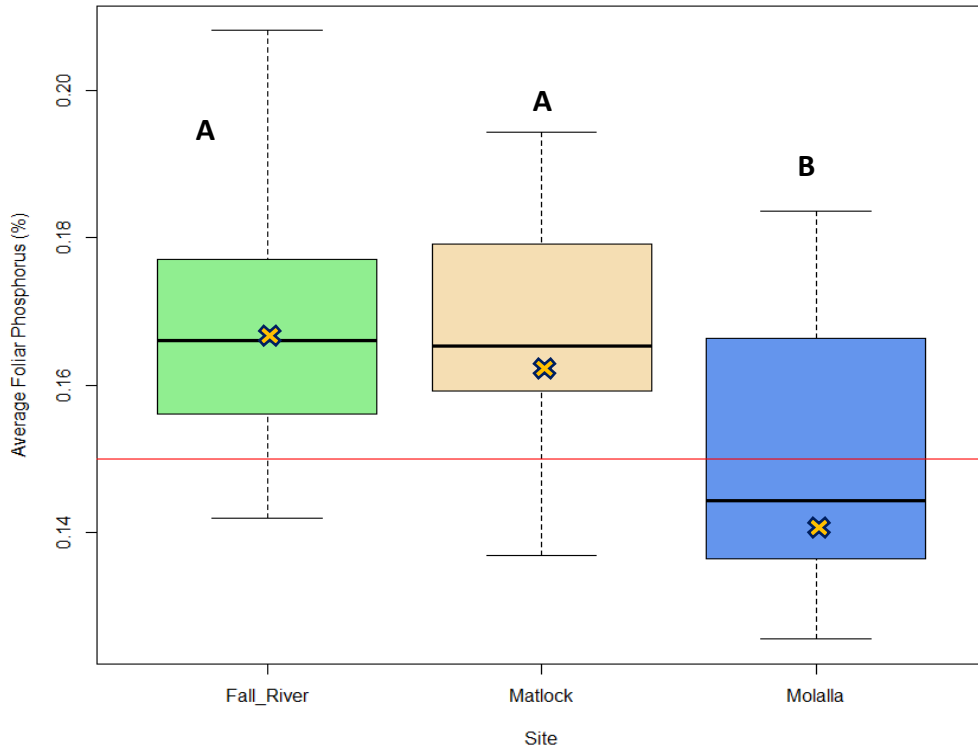 Average Foliar Phosphorus (%)
0.20
0.18
0.16
0.14
A
A
B
Fall_River
Matlock
Molalla
Site